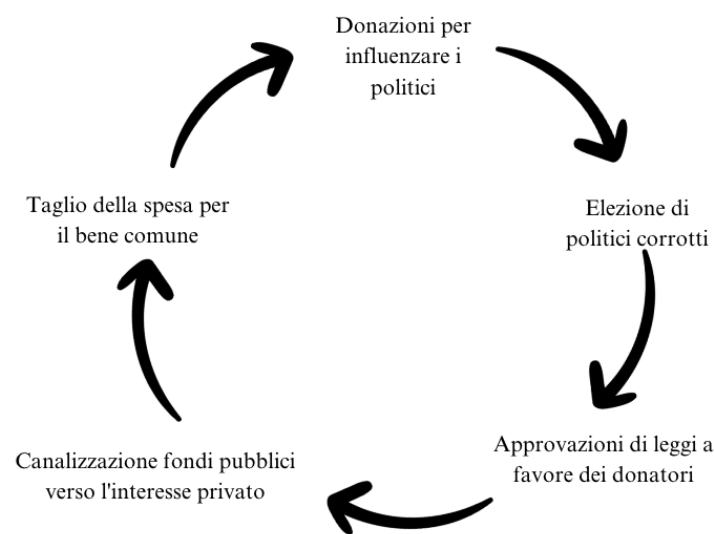 Donazioni per
influenzare i
politici
Elezione di
politici corrotti
Approvazioni di leggi a
favore dei donatori
Canalizzazione fondi pubblici
verso l'interesse privato
Taglio della spesa per
il bene comune